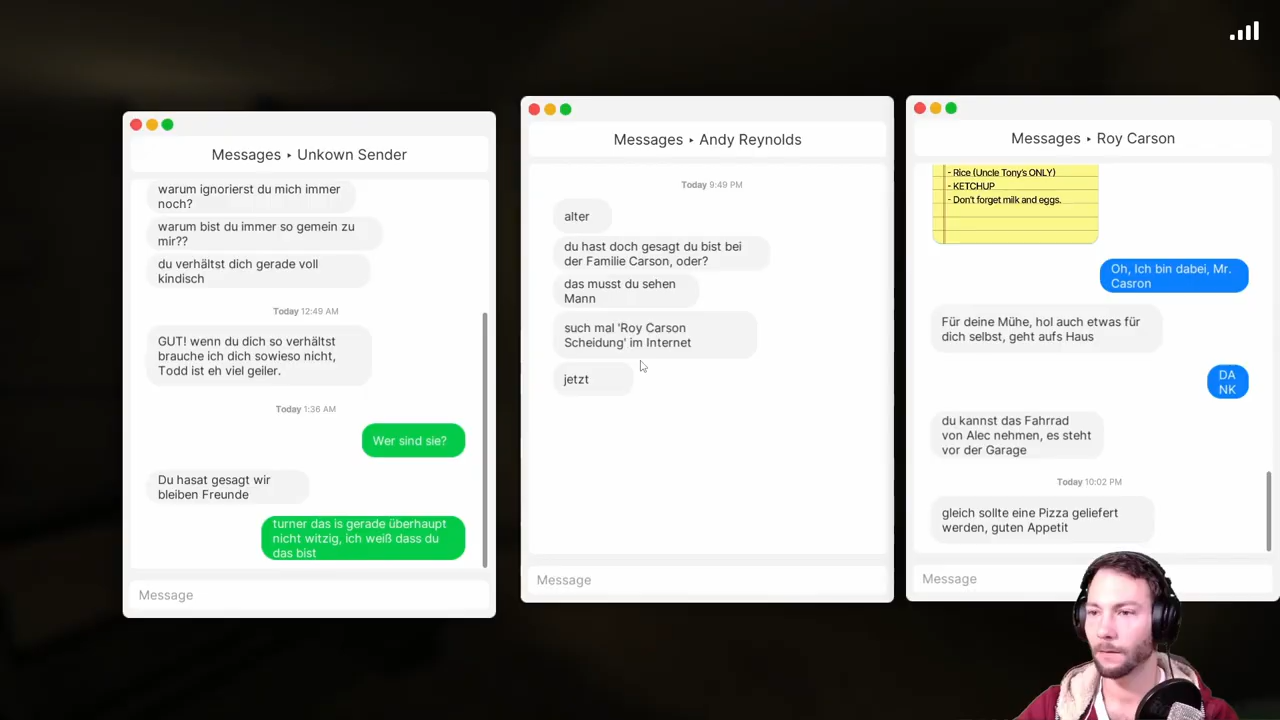 Messages ▸ Unkown Sender
warum ignorierst du mich immer
noch?
warum bist du immer so gemein zu
mir??
du verhältst dich gerade voll
kindisch
Today 12:49 AM
GUT! wenn du dich so verhältst
brauche ich dich sowieso nicht,
Todd ist eh viel geiler.
Today 1:36 AM
Wer sind sie?
Du hasat gesagt wir
bleiben Freunde
turner das is gerade überhaupt
nicht witzig, ich weiß dass du
das bist
Message
Messages ▸ Andy Reynolds
Today 9:49 PM
alter
du hast doch gesagt du bist bei
der Familie Carson, oder?
das musst du sehen
Mann
such mal 'Roy Carson
Scheidung' im Internet
jetzt
Message
Messages ▸ Roy Carson
- Rice (Uncle Tony's ONLY)
- KETCHUP
- Don't forget milk and eggs.
Oh, Ich bin dabei, Mr.
Casron
Für deine Mühe, hol auch etwas für
dich selbst, geht aufs Haus
DA
NK
du kannst das Fahrrad
von Alec nehmen, es steht
vor der Garage
Today 10:02 PM
gleich sollte eine Pizza geliefert
werden, guten Appetit
Message